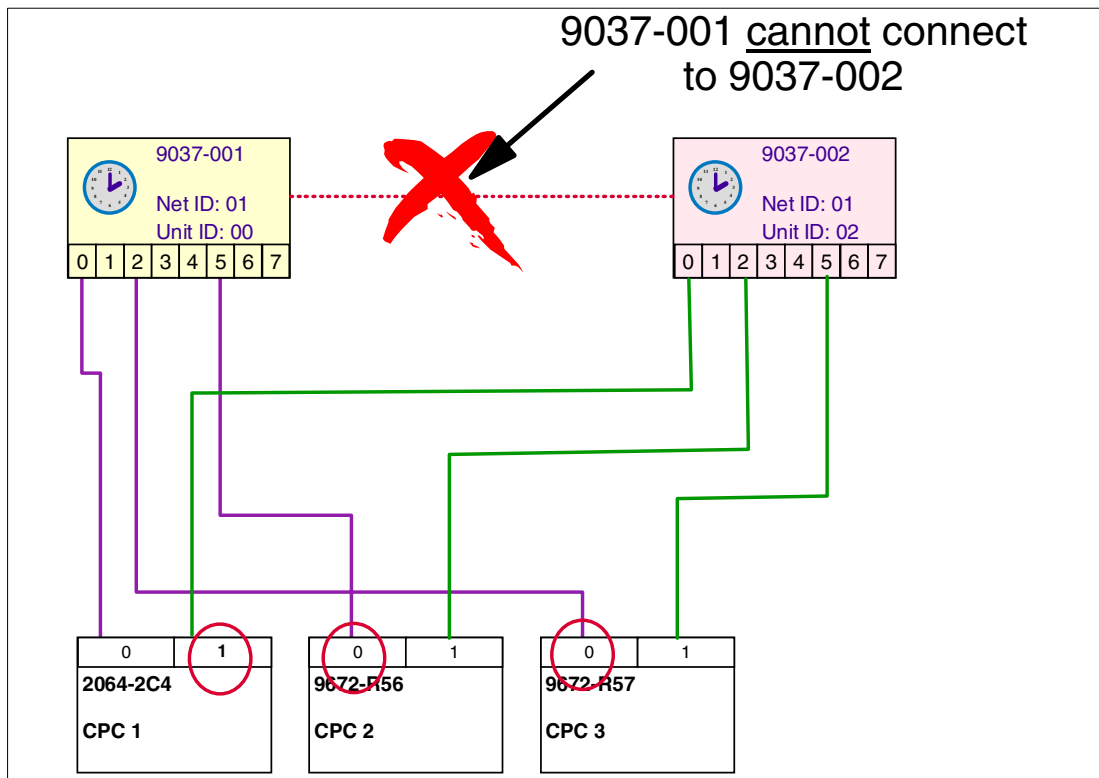 9037-001 cannot connect
to 9037-002
9037-001
Net ID: 01
Unit ID: 00
0 1 2 3 4 5 6 7
9037-002
Net ID: 01
Unit ID: 02
0 1 2 3 4 5 6 7
0 1
2064-2C4
CPC 1
0 1
9672-R56
CPC 2
0 1
9672-R57
CPC 3